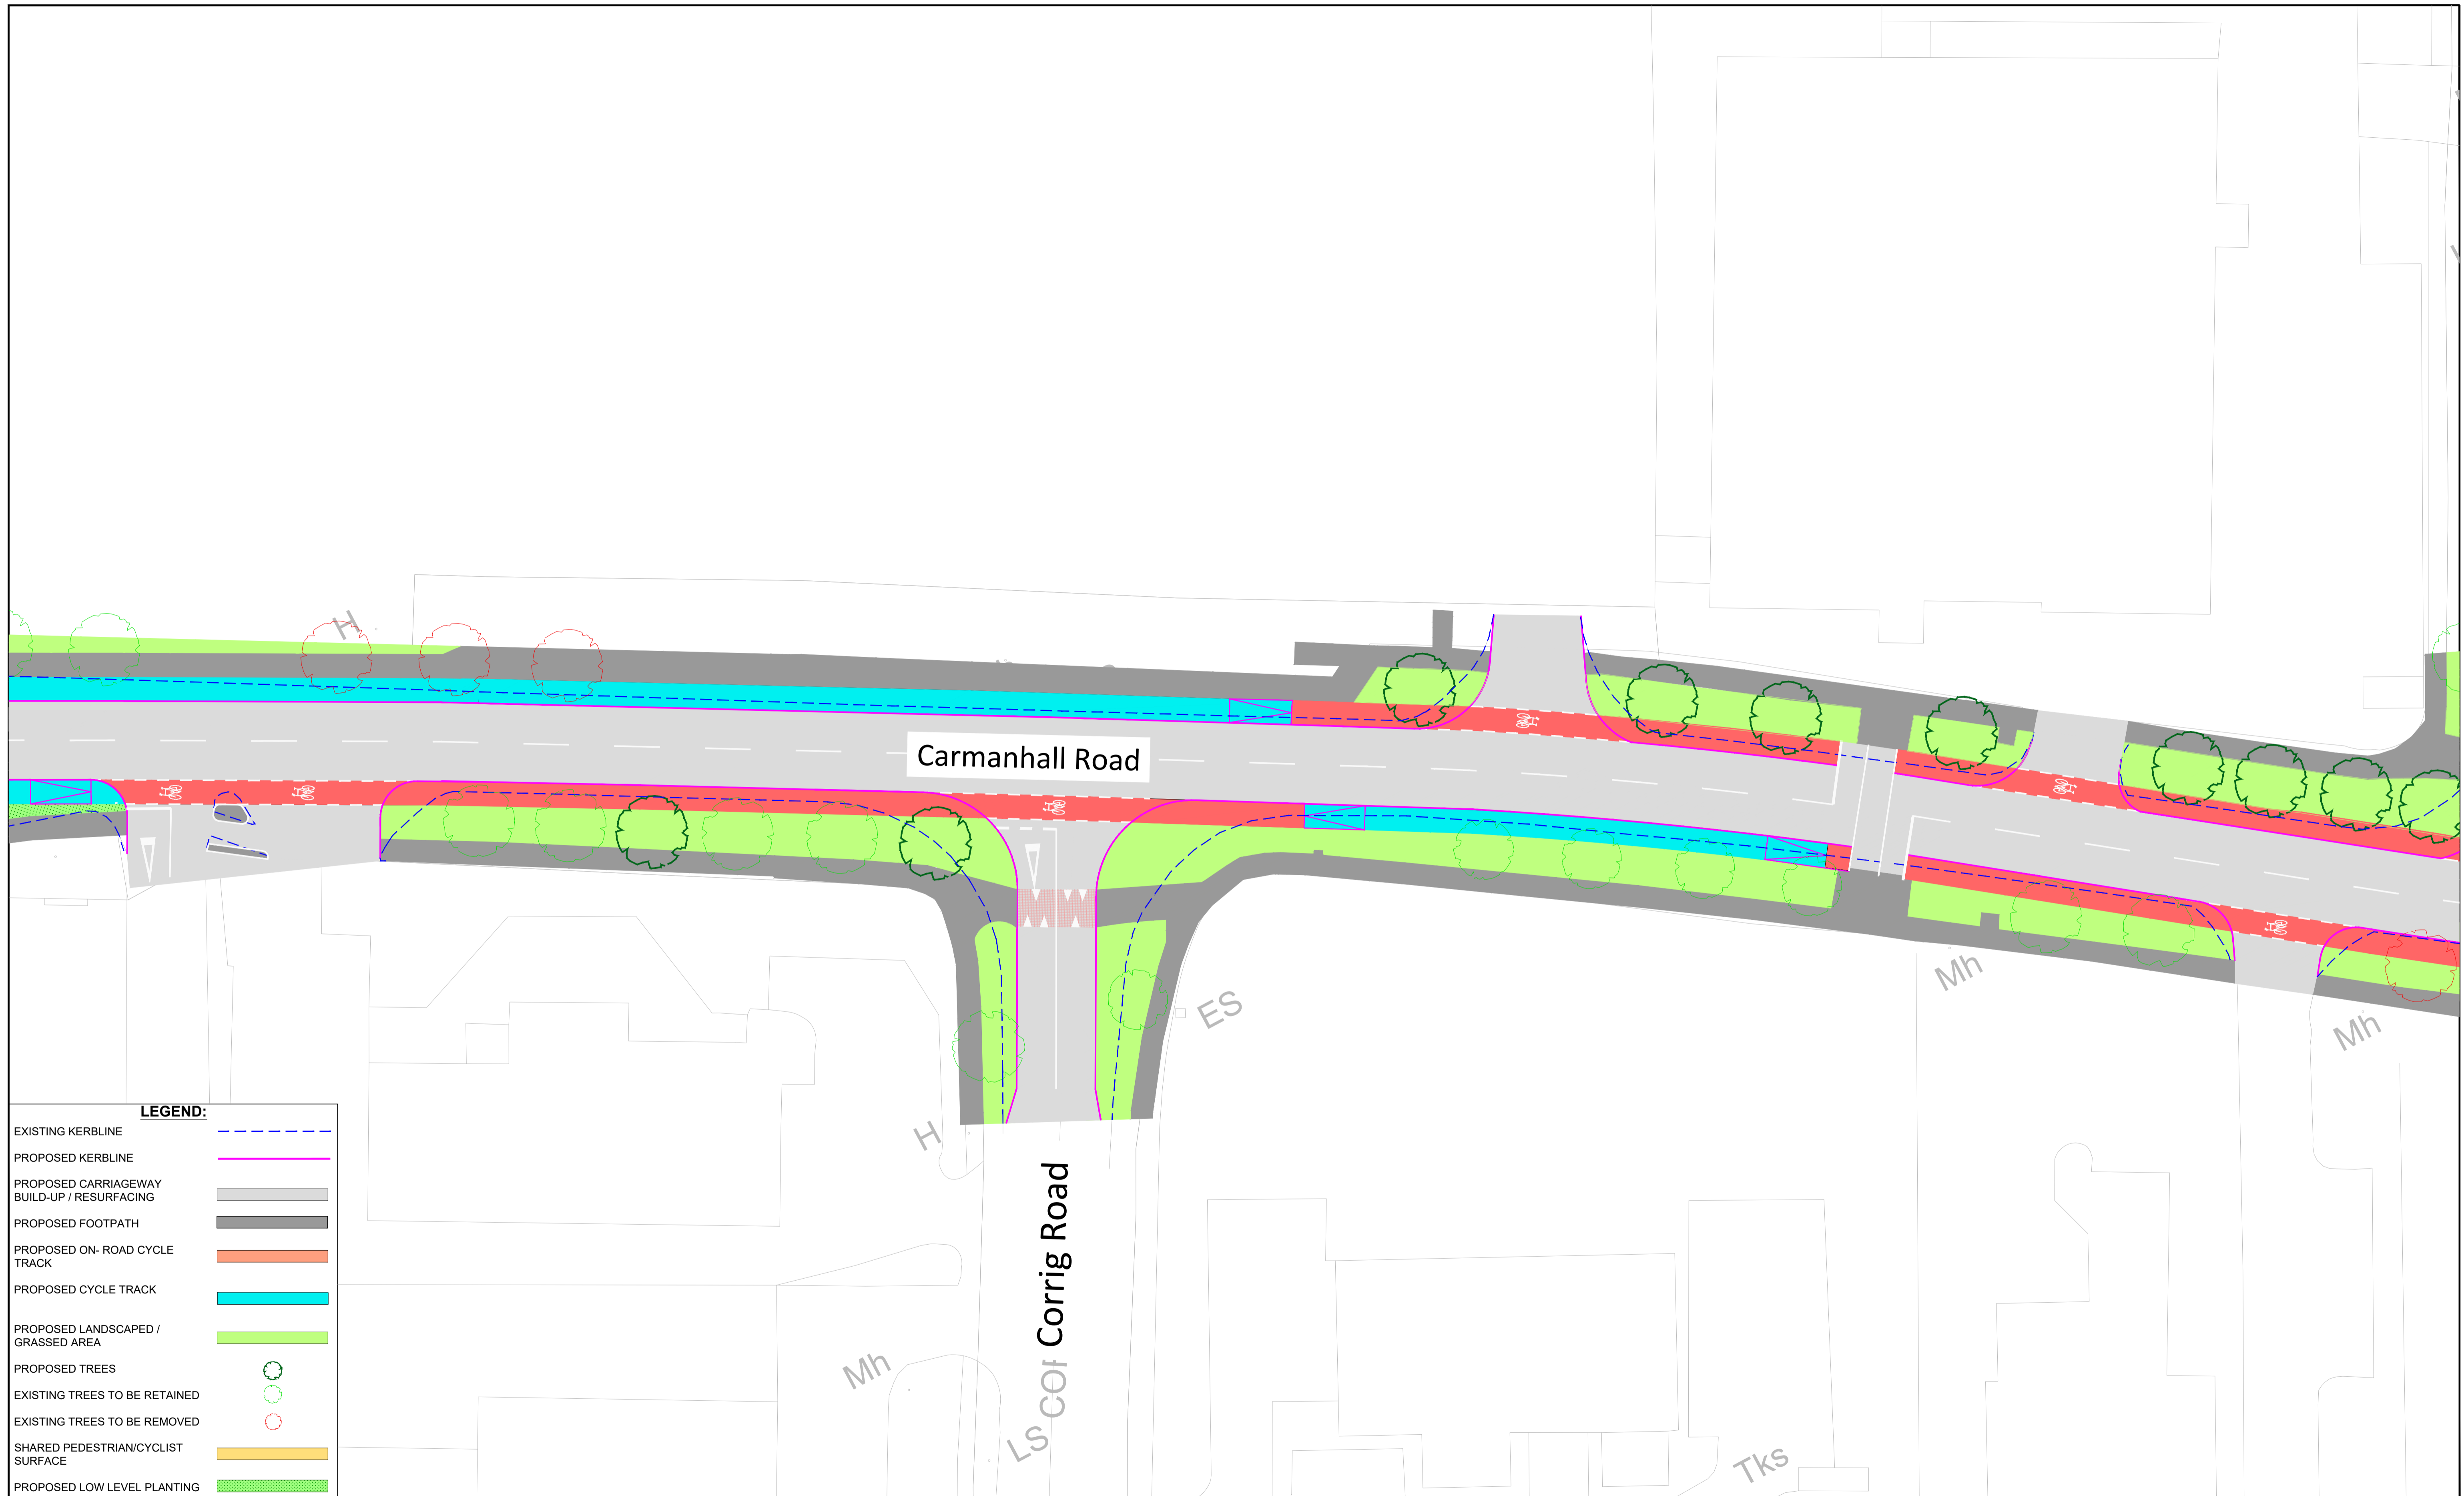 H
Carmanhall Road
ES
Mh
Mh
H
Corrig Road
COr
Mh
LS
Tks
LEGEND:
EXISTING KERBLINE
PROPOSED KERBLINE
PROPOSED CARRIAGEWAY
BUILD-UP / RESURFACING
PROPOSED FOOTPATH
PROPOSED ON- ROAD CYCLE
TRACK
PROPOSED CYCLE TRACK
PROPOSED LANDSCAPED /
GRASSED AREA
PROPOSED TREES
EXISTING TREES TO BE RETAINED
EXISTING TREES TO BE REMOVED
SHARED PEDESTRIAN/CYCLIST
SURFACE
PROPOSED LOW LEVEL PLANTING